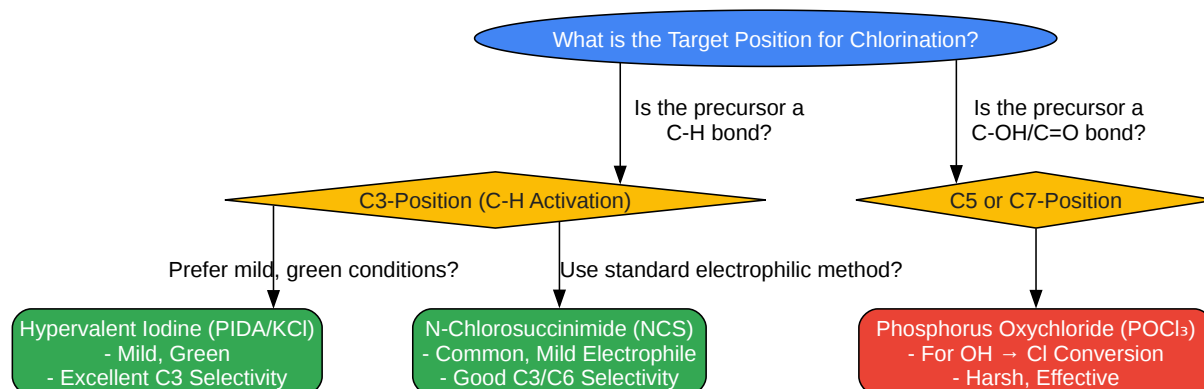 What is the Target Position for Chlorination?
Is the precursor a
C-H bond?
Is the precursor a
C-OH/C=O bond?
C3-Position (C-H Activation)
C5 or C7-Position
Prefer mild, green conditions?
Use standard electrophilic method?
Hypervalent Iodine (PIDA/KCl)
- Mild, Green
- Excellent C3 Selectivity
N-Chlorosuccinimide (NCS)
- Common, Mild Electrophile
- Good C3/C6 Selectivity
Phosphorus Oxychloride (POCl₃)
- For OH → Cl Conversion
- Harsh, Effective